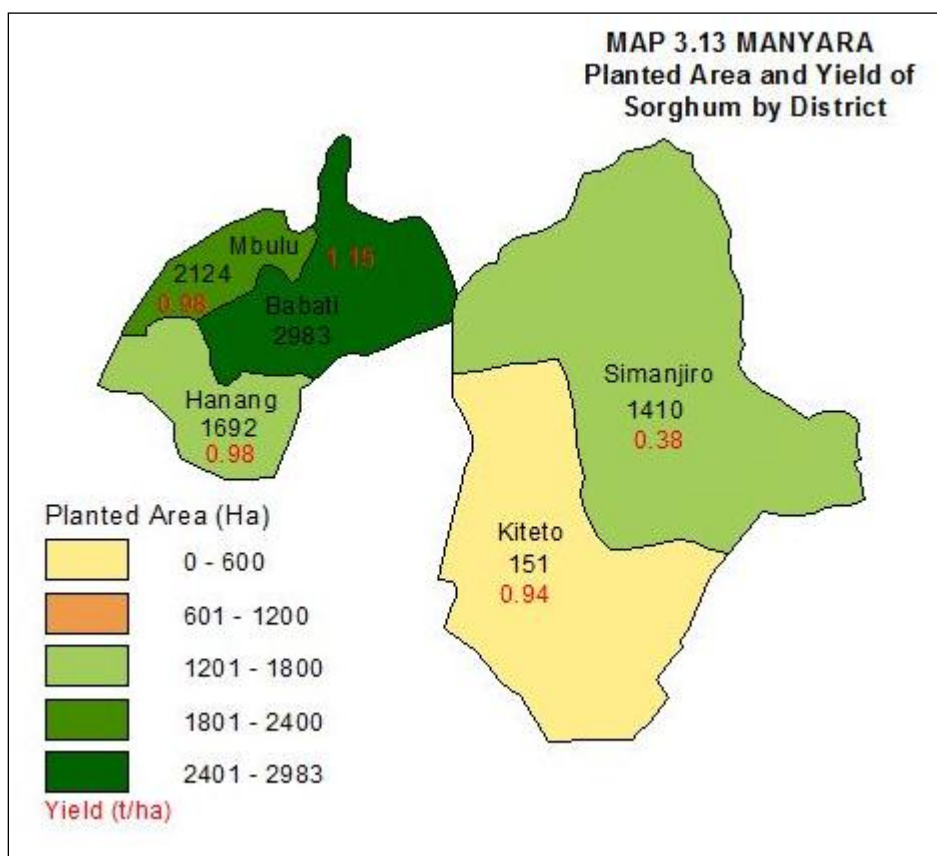 MAP 3.13 MANYARA
Planted Area and Yield of
Sorghum by District
Mbulu
2124
0.98
1.15
Babati
2983
Hanang
1692
0.98
Simanjiro
1410
0.38
Kiteto
151
0.94
Planted Area (Ha)
0 - 600
601 - 1200
1201 - 1800
1801 - 2400
2401 - 2983
Yield (t/ha)